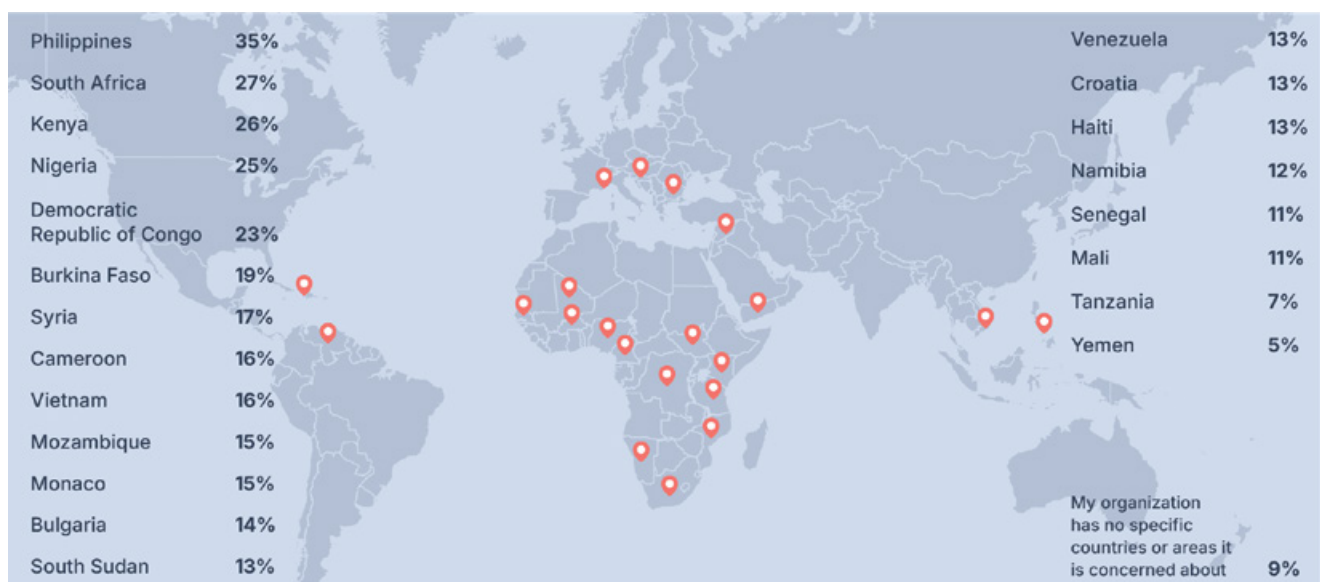 Philippines 35%
South Africa 27%
Kenya 26%
Nigeria 25%
Democratic
Republic of Congo 23%
Burkina Faso 19%
Syria 17%
Cameroon 16%
Vietnam 16%
Mozambique 15%
Monaco 15%
Bulgaria 14%
South Sudan 13%
Venezuela 13%
Croatia 13%
Haiti 13%
Namibia 12%
Senegal 11%
Mali 11%
Tanzania 7%
Yemen 5%
My organization
has no specific
countries or areas it
is concerned about 9%